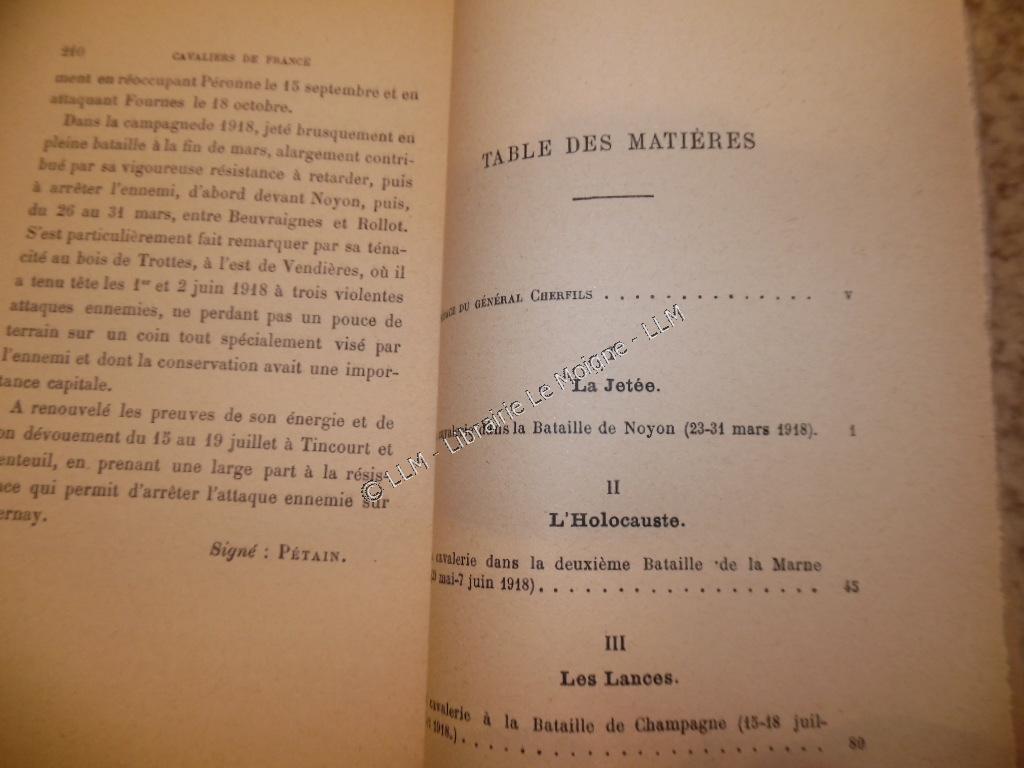 210
CAVALIERS DE FRANCE
ment en réoccupant Péronne le 15 septembre et en
attaquant Fournes le 18 octobre.
Dans la campagnede 1918, jeté brusquement en
pleine bataille à la fin de mars, alargement contri-
bué par sa vigoureuse résistance à retarder, puis
à arrêter l'ennemi, d'abord devant Noyon, puis,
du 26 au 31 mars, entre Beuvraignes et Rollot.
S'est particulièrement fait remarquer par sa téna-
cité au bois de Trottes, à l'est de Vendières, où il
a tenu tête les 1er et 2 juin 1918 à trois violentes
attaques ennemies, ne perdant pas un pouce de
terrain sur un coin tout spécialement visé par
l'ennemi et dont la conservation avait une impor-
tance capitale.
A renouvelé les preuves de son énergie et de
on dévouement du 15 au 19 juillet à Tincourt et
enteuil, en prenant une large part à la résis-
nce qui permit d'arrêter l'attaque ennemie sur
ernay.
Signé : PÉTAIN.
TABLE DES MATIÈRES
DU GÉNÉRAL CHERFILS . . . . . . . . . . . . . . V
La Jetée.
dans la Bataille de Noyon (23-31 mars 1918). 1
II
L'Holocauste.
cavalerie dans la deuxième Bataille de la Marne
mai-7 juin 1918). . . . . . . . . . . . . . . . . . 45
III
Les Lances.
cavalerie à la Bataille de Champagne (15-18 juil-
1918.) . . . . . . . . . . . . . . . . . . . . 80
© LLM - Librairie Le Moigne - LLM